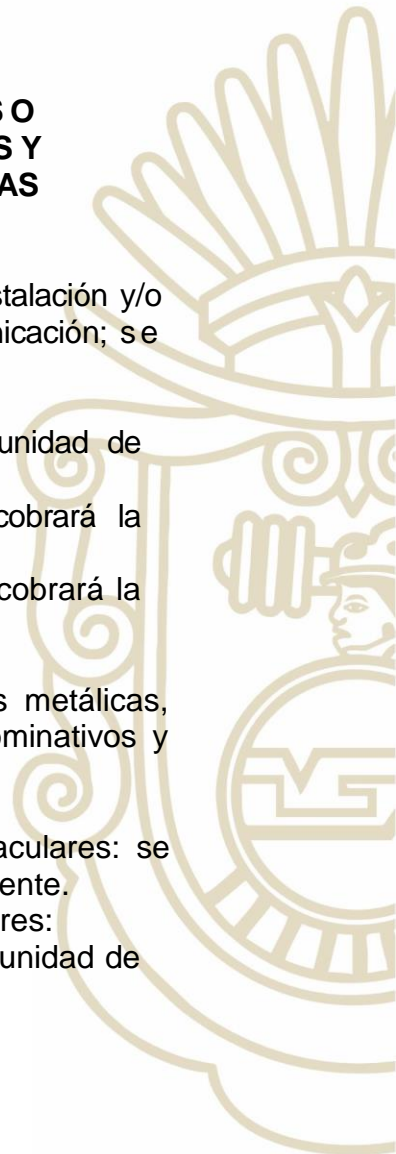 S O
S Y
AS
stalación y/o
nicación; se
unidad de
cobrará la
cobrará la
s metálicas,
ominativos y
aculares: se
ente.
res:
unidad de